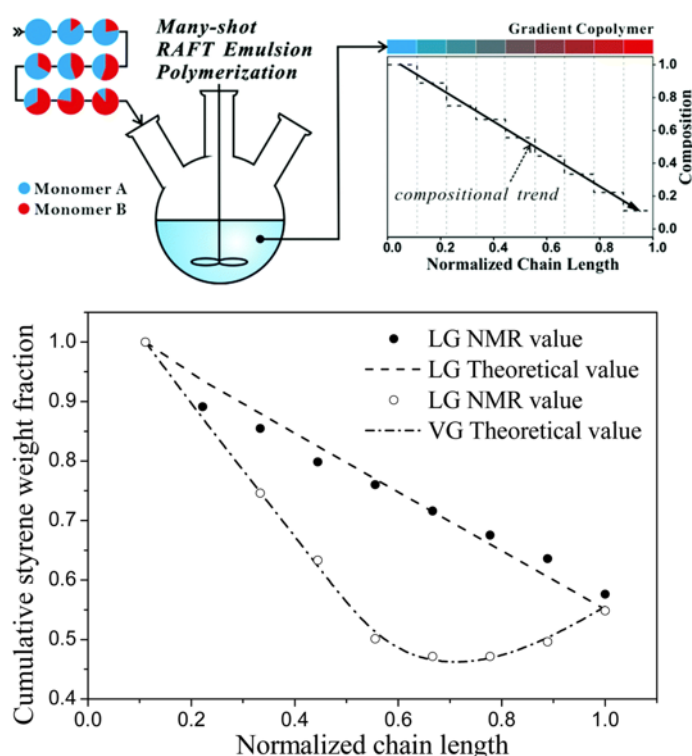 Many-shot
RAFT Emulsion
Polymerization
Monomer A
Monomer B
Gradient Copolymer
1.0
0.8
0.6
0.4
0.2
0.0
Composition
compositional trend
0.0 0.2 0.4 0.6 0.8 1.0
Normalized Chain Length
Cumulative styrene weight fraction
1.0
0.9
0.8
0.7
0.6
0.5
0.4
LG NMR value
LG Theoretical value
LG NMR value
VG Theoretical value
0.0 0.2 0.4 0.6 0.8 1.0
Normalized chain length